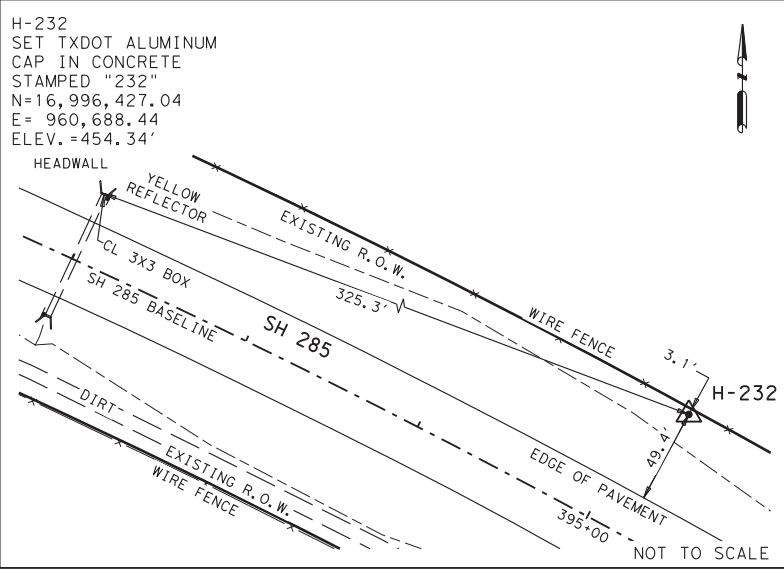 H-232
SET TXDOT ALUMINUM
CAP IN CONCRETE
STAMPED "232"
N=16,996,427.04
E= 960,688.44
ELEV.=454.34'
N
HEADWALL
YELLOW
REFLECTOR
EXISTING R.O.W.
CL 3X3 BOX
325.3'
SH 285 BASELINE
SH 285
WIRE FENCE
3.1'
H-232
49.4'
DIRT
EXISTING R.O.W.
WIRE FENCE
EDGE OF PAVEMENT
395+00
NOT TO SCALE